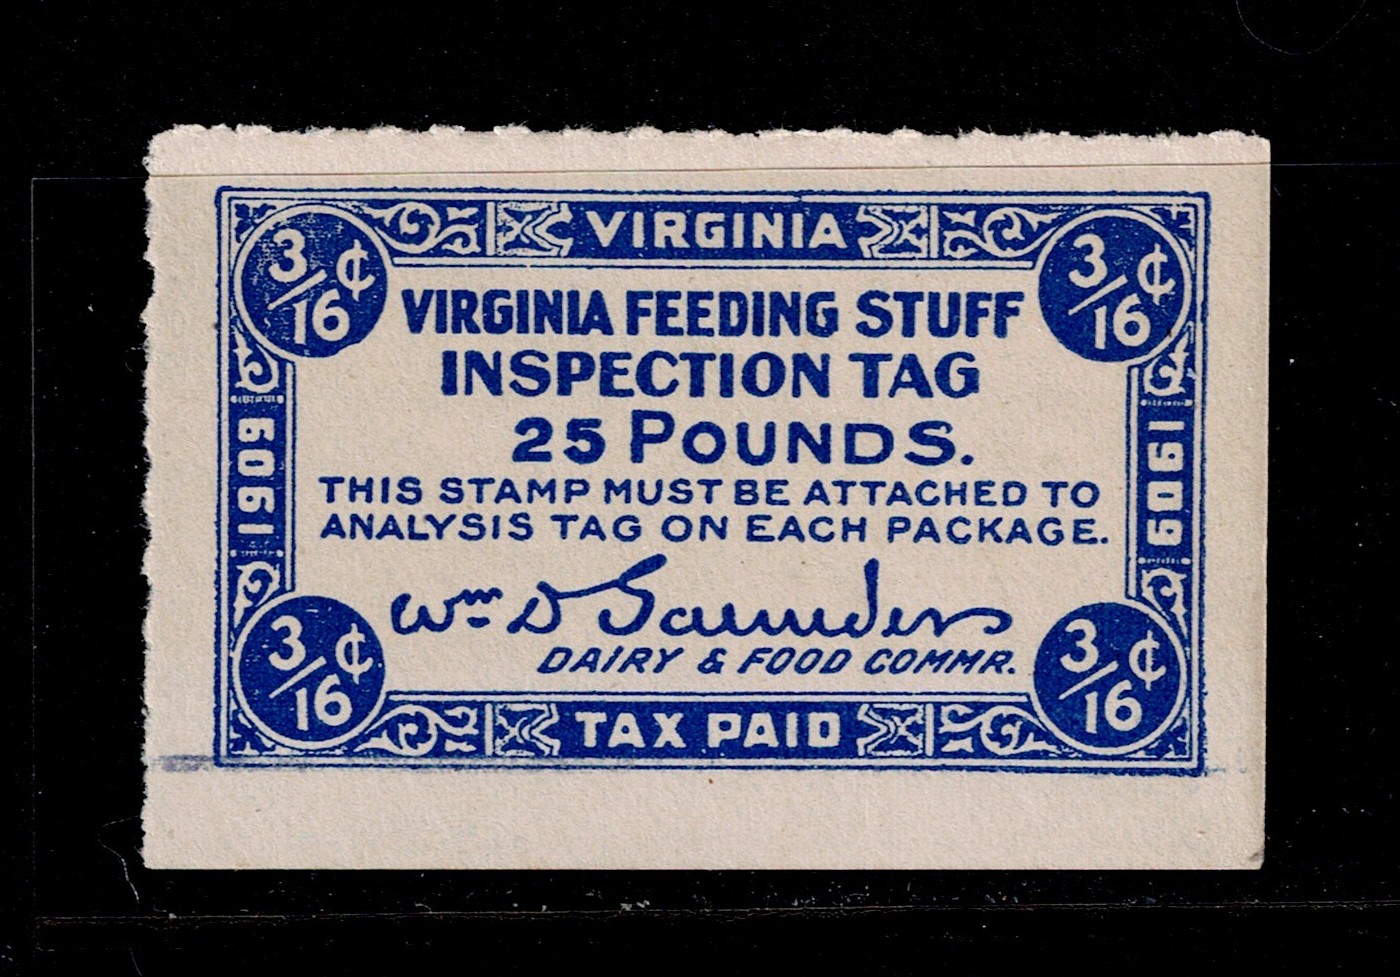 VIRGINIA
3/16¢ 3/16¢
VIRGINIA FEEDING STUFF
INSPECTION TAG
25 POUNDS.
THIS STAMP MUST BE ATTACHED TO
ANALYSIS TAG ON EACH PACKAGE.
1909 1909
Wm D Saunders
DAIRY & FOOD COMMR.
3/16¢ 3/16¢
TAX PAID